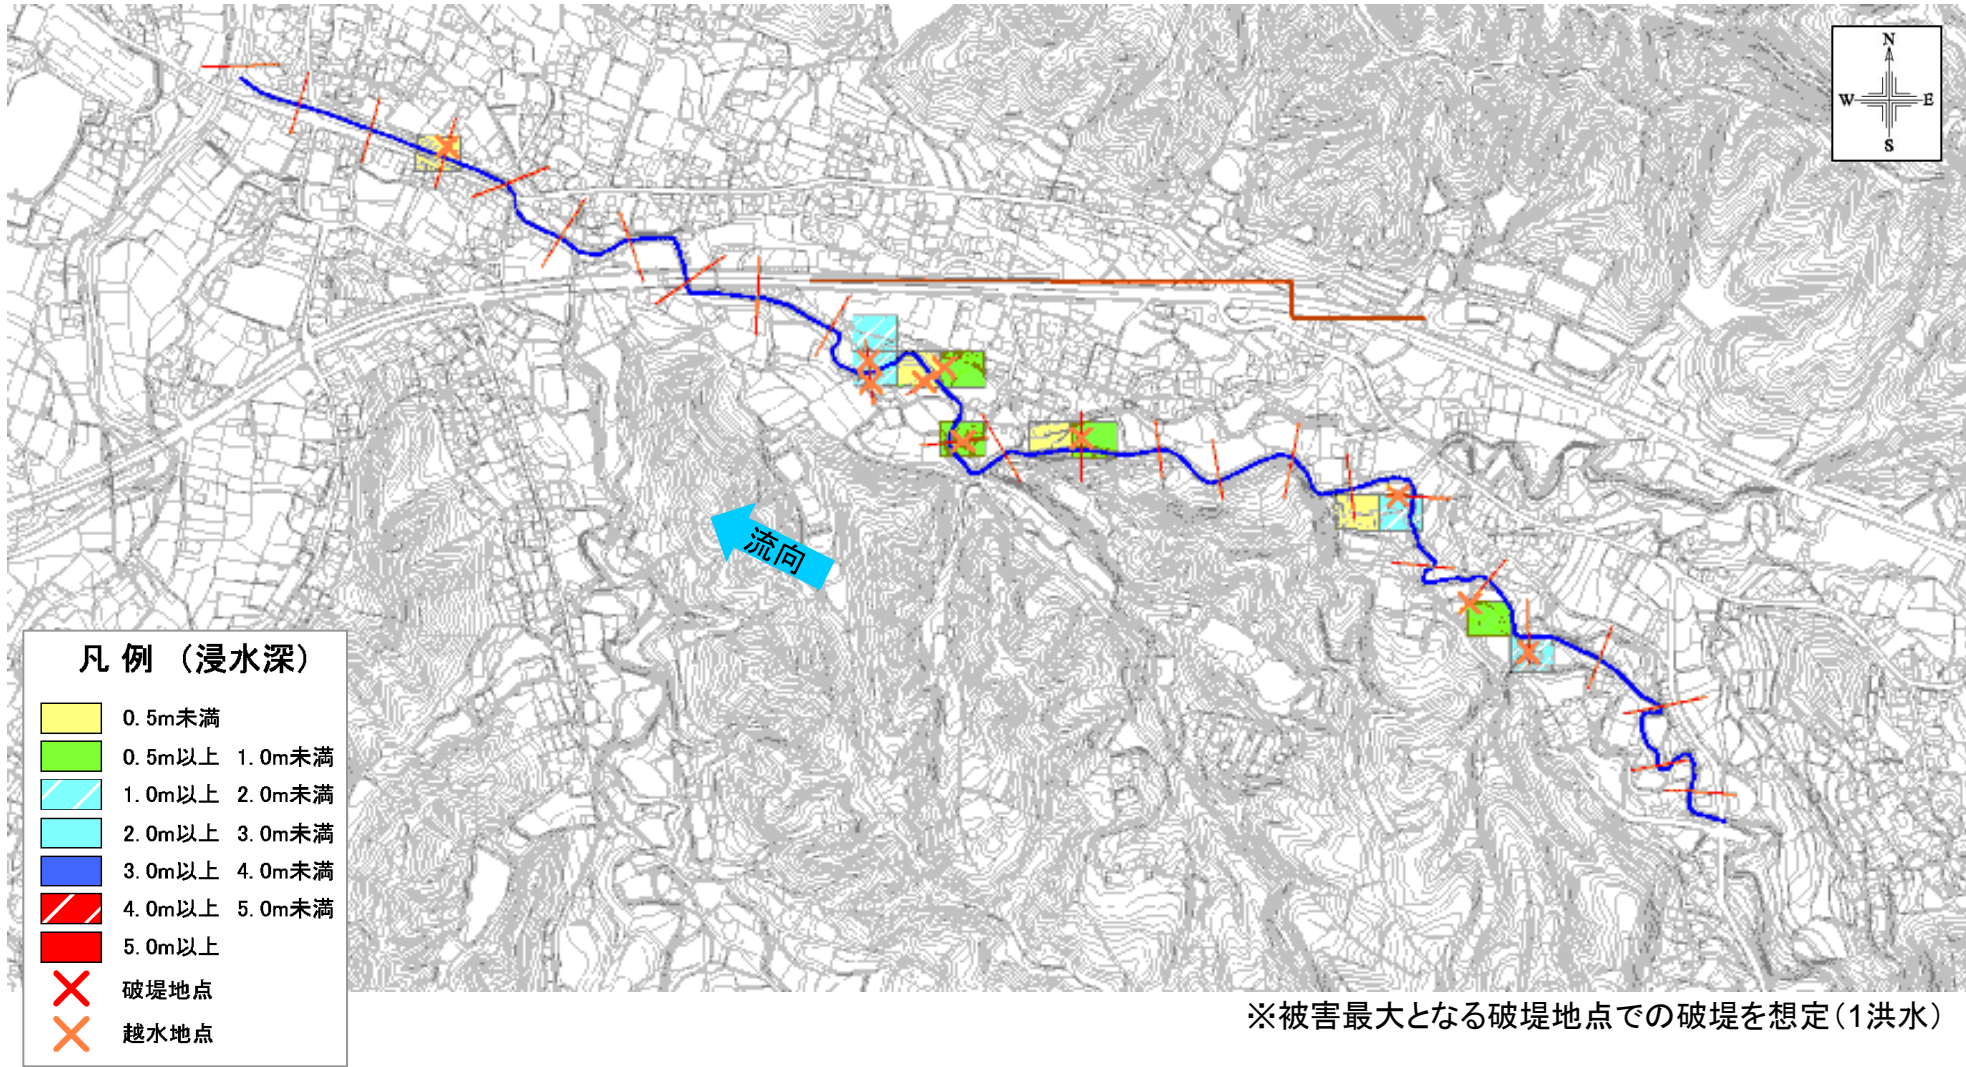 N
W E
S
流向
凡 例 （浸水深）
0.5m未満
0.5m以上 1.0m未満
1.0m以上 2.0m未満
2.0m以上 3.0m未満
3.0m以上 4.0m未満
4.0m以上 5.0m未満
5.0m以上
破堤地点
越水地点
※被害最大となる破堤地点での破堤を想定（1洪水）